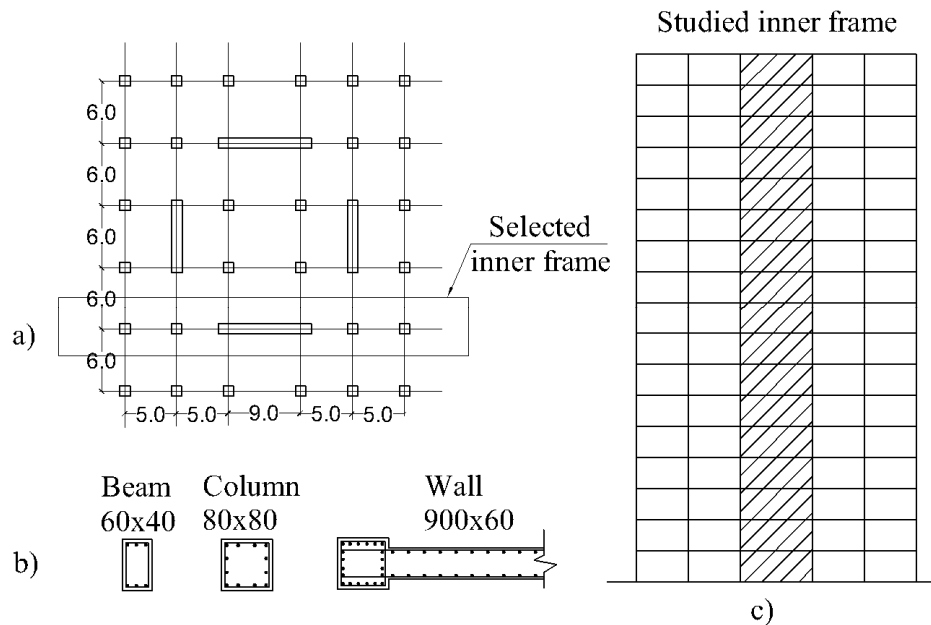 Studied inner frame
6.0
6.0
6.0
6.0
6.0
Selected
inner frame
a)
5.0 5.0 9.0 5.0 5.0
Beam Column Wall
60x40 80x80 900x60
b)
c)